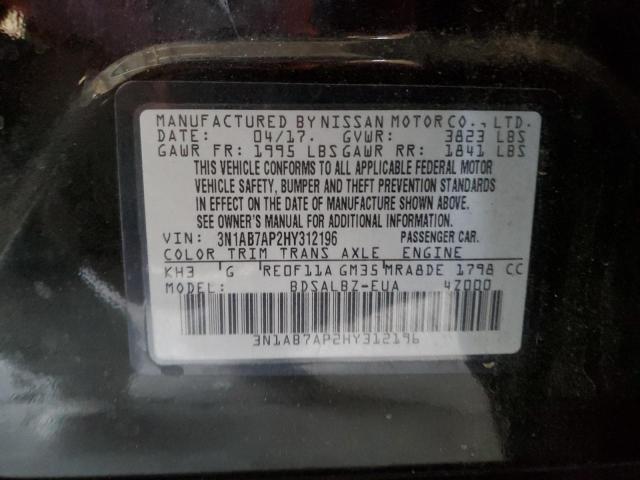 MANUFACTURED BY NISSAN MOTOR CO., LTD.
DATE: 04/17. GVWR: 3823 LBS
GAWR FR: 1995 LBS GAWR RR: 1841 LBS
THIS VEHICLE CONFORMS TO ALL APPLICABLE FEDERAL MOTOR
VEHICLE SAFETY, BUMPER AND THEFT PREVENTION STANDARDS
IN EFFECT ON THE DATE OF MANUFACTURE SHOWN ABOVE.
SEE OWNER'S MANUAL FOR ADDITIONAL INFORMATION.
VIN: 3N1AB7AP2HY312196 PASSENGER CAR.
COLOR TRIM TRANS AXLE ENGINE
KH3 G RE0F11A GM35 MRA8DE 1798 CC
MODEL: BDSALBZ-EUA 4Z000
3N1AB7AP2HY312196